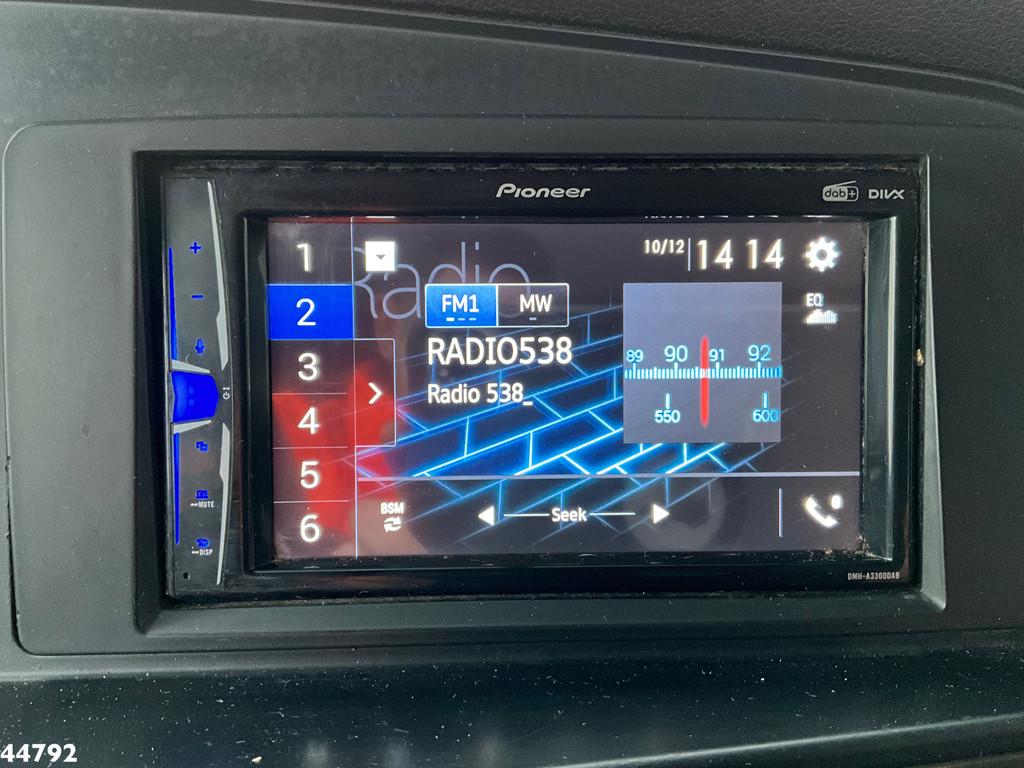 Pioneer
dab+ DIVX
Radio
10/12 14 14
1
2
3
4
5
6
FM1 MW
RADIO538
Radio 538_
EQ
89 90 91 92
550 600
BSM
Seek
MUTE
DISP
DMH-A3300DAB
44792